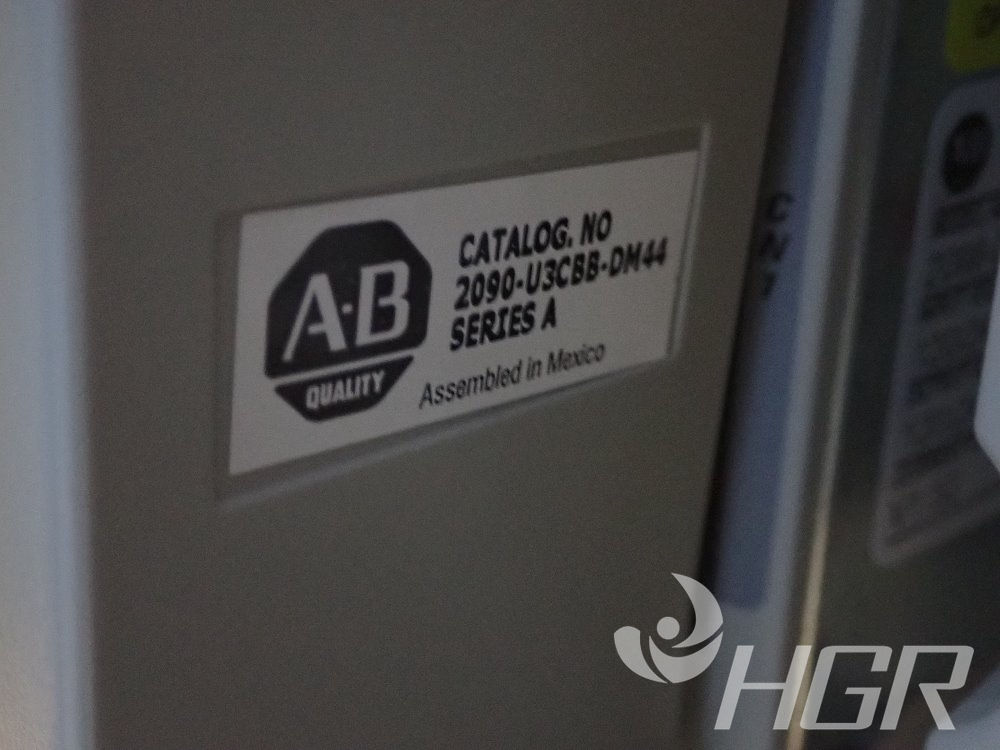 A-B
QUALITY
CATALOG. NO
2090-U3CBB-DM44
SERIES A
Assembled in Mexico
HGR